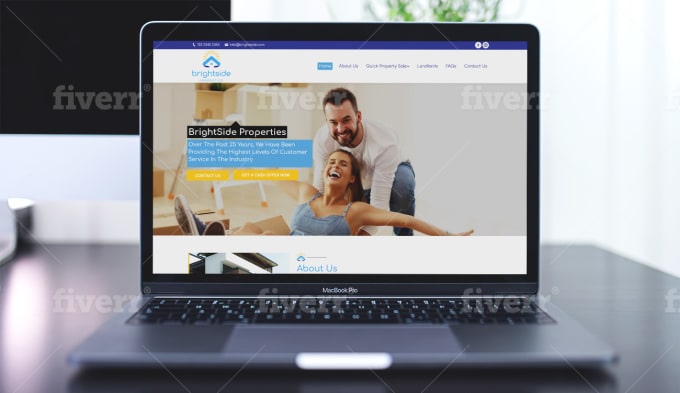 brightside
Home About Us Quick Property Sale Landlords FAQs Contact Us
fiverr® fiverr® fiverr® fiverr®
BrightSide Properties
Over The Past 25 Years, We Have Been
Providing The Highest Levels Of Customer
Service In The Industry
CONTACT US GET A CASH OFFER NOW
About Us
MacBook Pro
fiverr® fiverr® fiverr® fiverr®